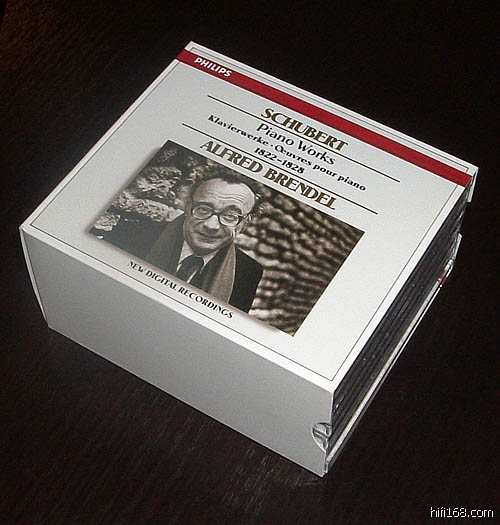 PHILIPS
SCHUBERT
Piano Works
Klavierwerke · Œuvres pour piano
1822-1828
ALFRED BRENDEL
NEW DIGITAL RECORDINGS
hifi168.com